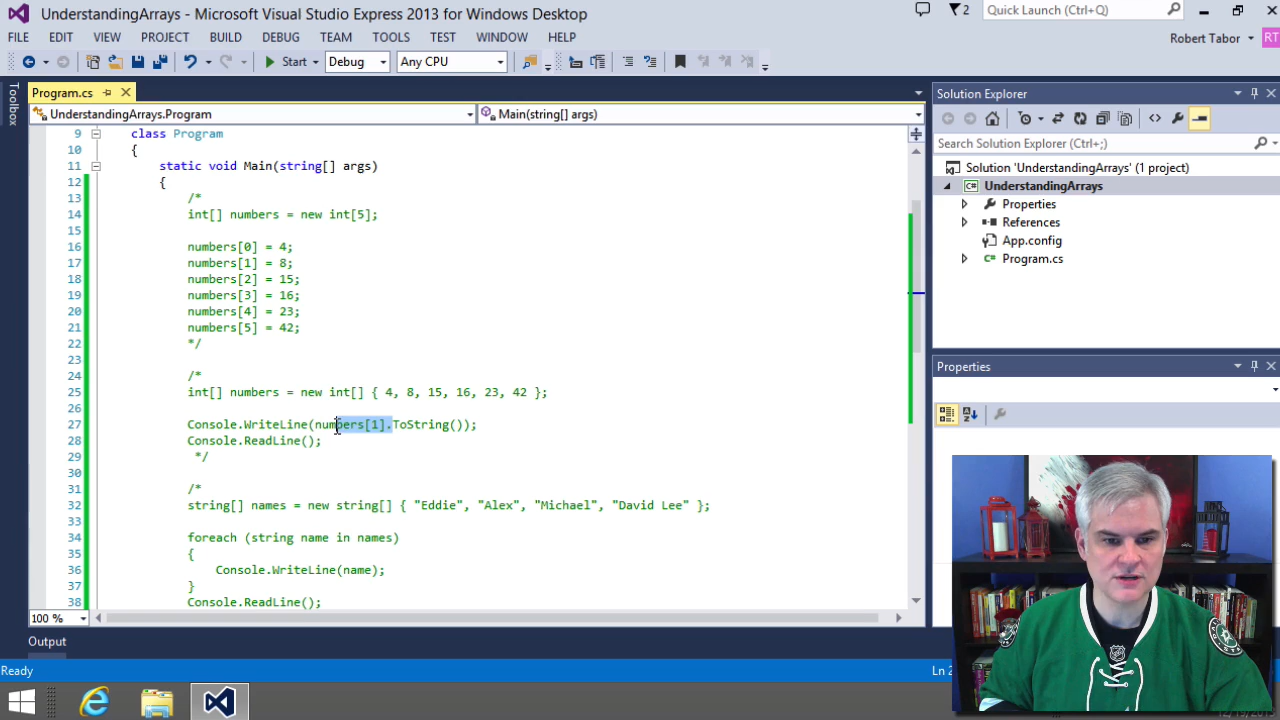 UnderstandingArrays - Microsoft Visual Studio Express 2013 for Windows Desktop
2
Quick Launch (Ctrl+Q)
FILE EDIT VIEW PROJECT BUILD DEBUG TEAM TOOLS TEST WINDOW HELP
Robert Tabor
RT
Start
Debug
Any CPU
Toolbox
Program.cs
UnderstandingArrays.Program
Main(string[] args)
9 class Program
10 {
11 static void Main(string[] args)
12 {
13 /*
14 int[] numbers = new int[5];
15
16 numbers[0] = 4;
17 numbers[1] = 8;
18 numbers[2] = 15;
19 numbers[3] = 16;
20 numbers[4] = 23;
21 numbers[5] = 42;
22 */
23
24 /*
25 int[] numbers = new int[] { 4, 8, 15, 16, 23, 42 };
26
27 Console.WriteLine(numbers[1].ToString());
28 Console.ReadLine();
29 */
30
31 /*
32 string[] names = new string[] { "Eddie", "Alex", "Michael", "David Lee" };
33
34 foreach (string name in names)
35 {
36 Console.WriteLine(name);
37 }
38 Console.ReadLine();
100 %
Output
Ready
Solution Explorer
Search Solution Explorer (Ctrl+;)
Solution 'UnderstandingArrays' (1 project)
C# UnderstandingArrays
Properties
References
App.config
C# Program.cs
Properties